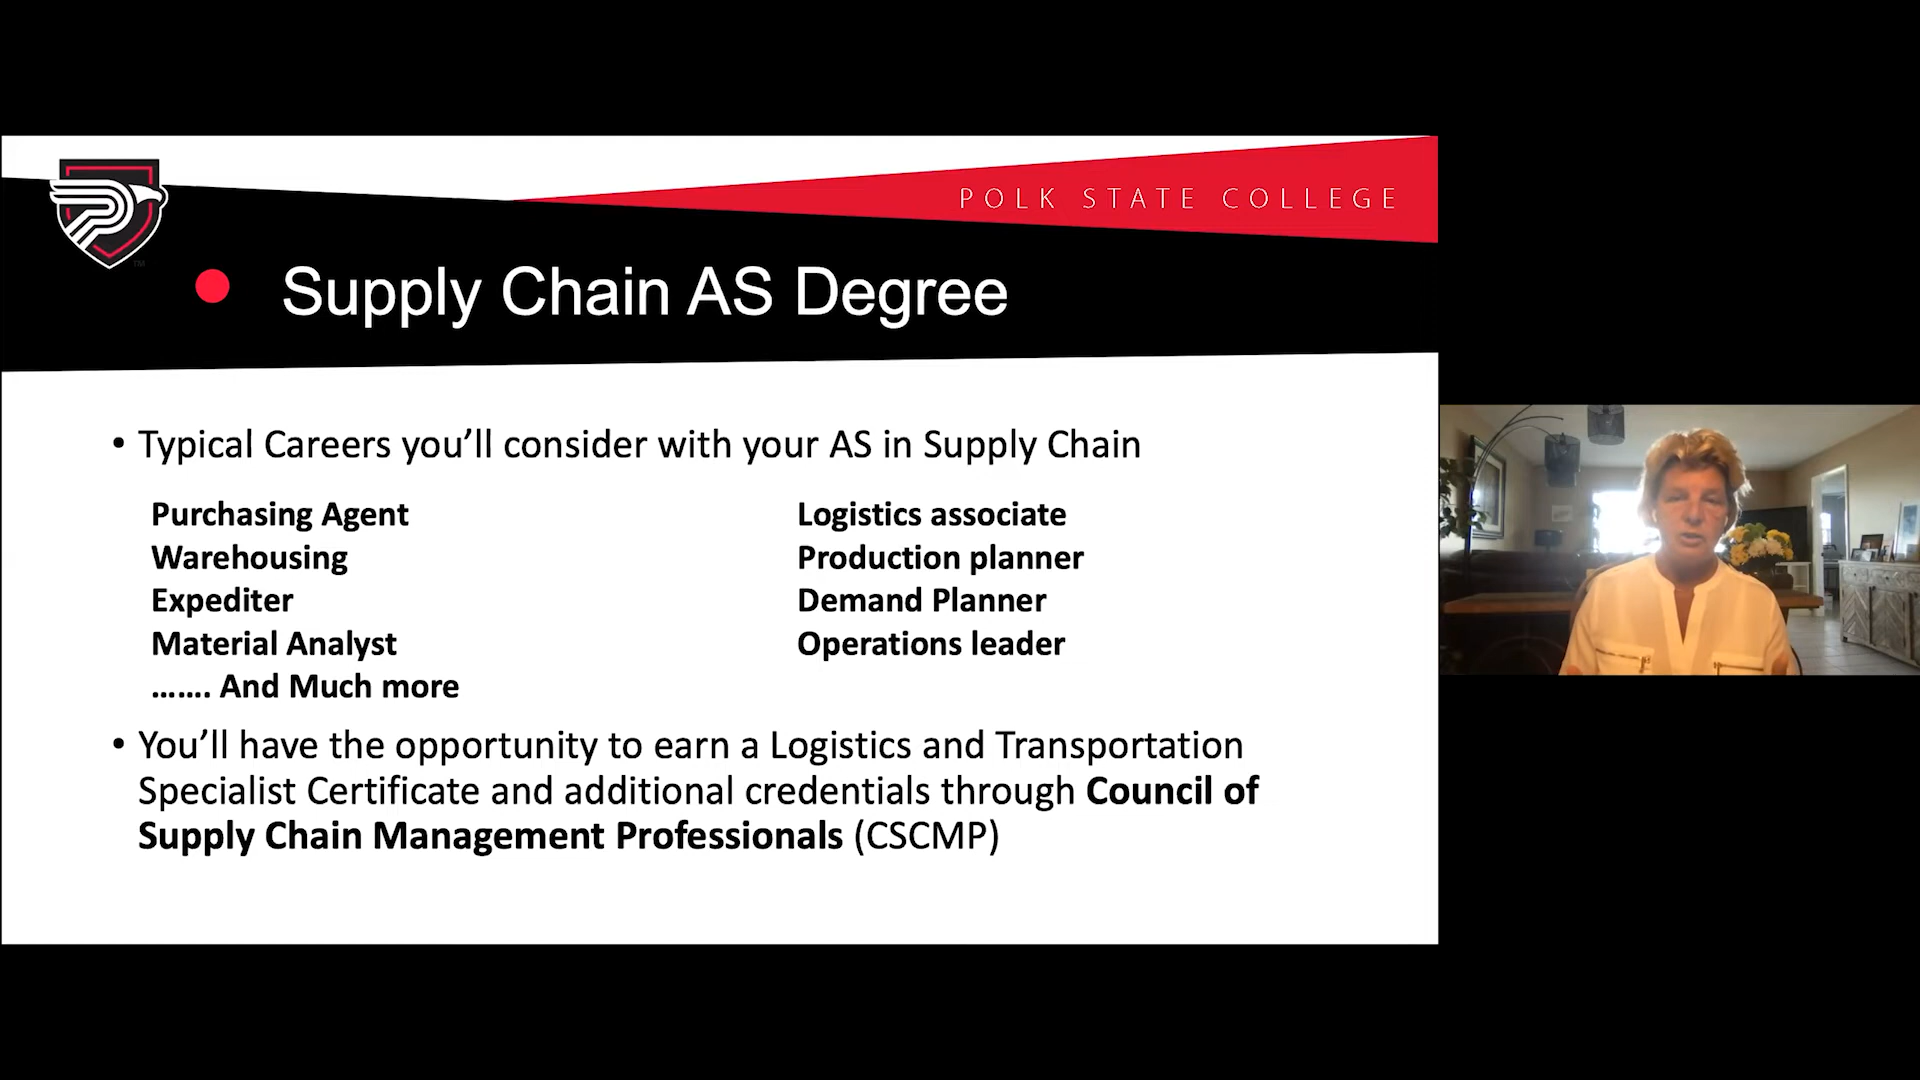 POLK STATE COLLEGE
TM
Supply Chain AS Degree
• Typical Careers you’ll consider with your AS in Supply Chain
Purchasing Agent
Warehousing
Expediter
Material Analyst
……. And Much more
Logistics associate
Production planner
Demand Planner
Operations leader
• You’ll have the opportunity to earn a Logistics and Transportation
Specialist Certificate and additional credentials through Council of
Supply Chain Management Professionals (CSCMP)